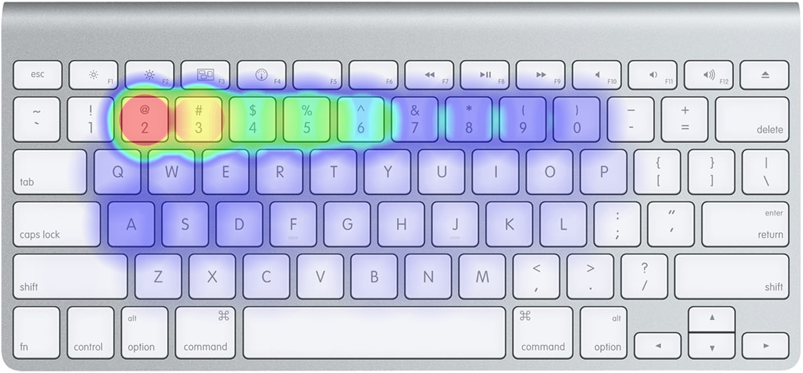 esc F1 F2 F3 F4 F5 F6 F7 F8 F9 F10 F11 F12
~ ! @ # $ % ^ & * ( ) _ +
` 1 2 3 4 5 6 7 8 9 0 - = delete
tab Q W E R T Y U I O P { [ } ] | \
caps lock A S D F G H J K L : ; " ' enter return
shift Z X C V B N M < , > . ? / shift
fn control alt option ⌘ command ⌘ command alt option